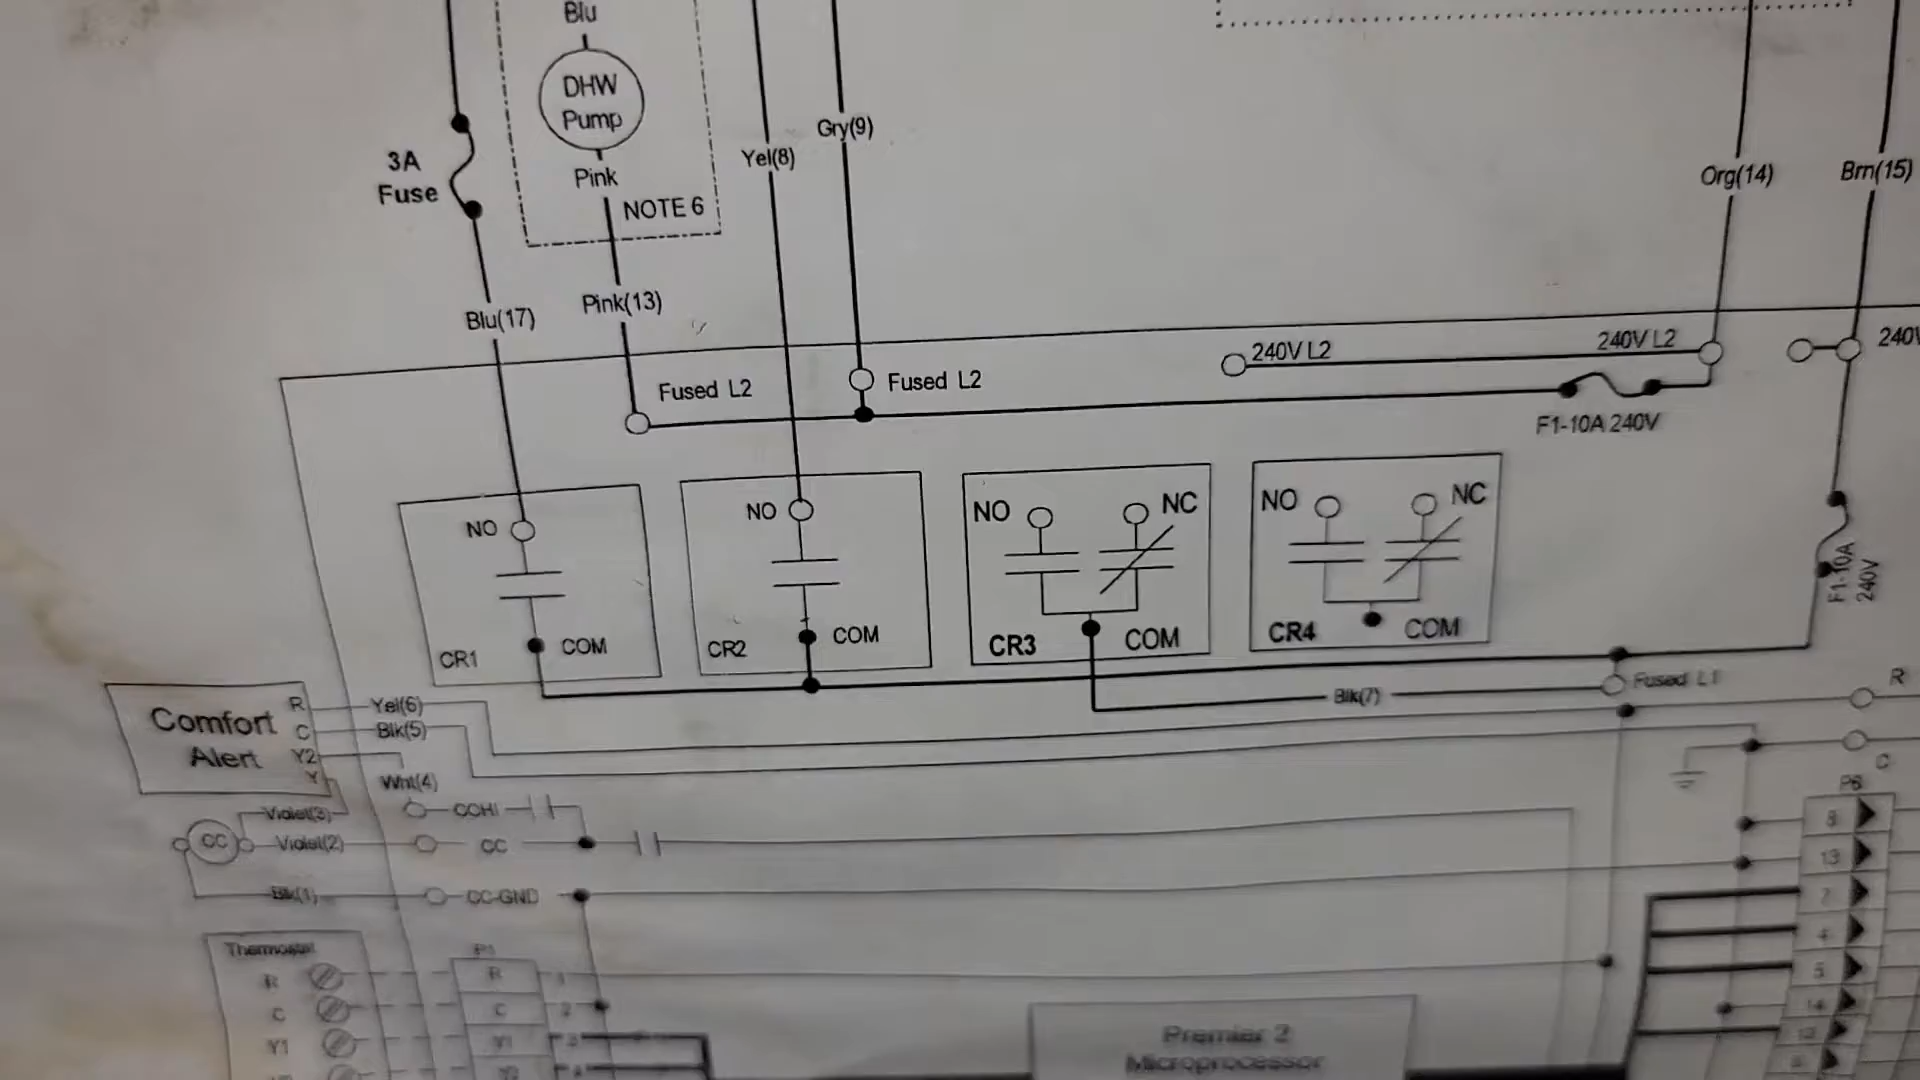 Blu
DHW
Pump
Pink
NOTE 6
3A
Fuse
Yel(8)
Gry(9)
Org(14)
Brn(15)
Blu(17)
Pink(13)
Fused L2
Fused L2
240V L2
240V L2
F1-10A 240V
NO
COM
CR1
NO
COM
CR2
NO
NC
CR3
COM
NO
NC
CR4
COM
F1-10A
240V
Fused L1
Blk(7)
R
C
Comfort
Alert
R
C
Y2
Y
Yel(6)
Blk(5)
Wht(4)
Violet(3)
Violet(2)
Blk(1)
CC
CCHI
CC
CC-GND
Thermostat
R
C
Y1
P1
R
C
Y1
Y2
1
2
3
4
P6
8
13
7
4
5
14
12
Premier 2
Microprocessor